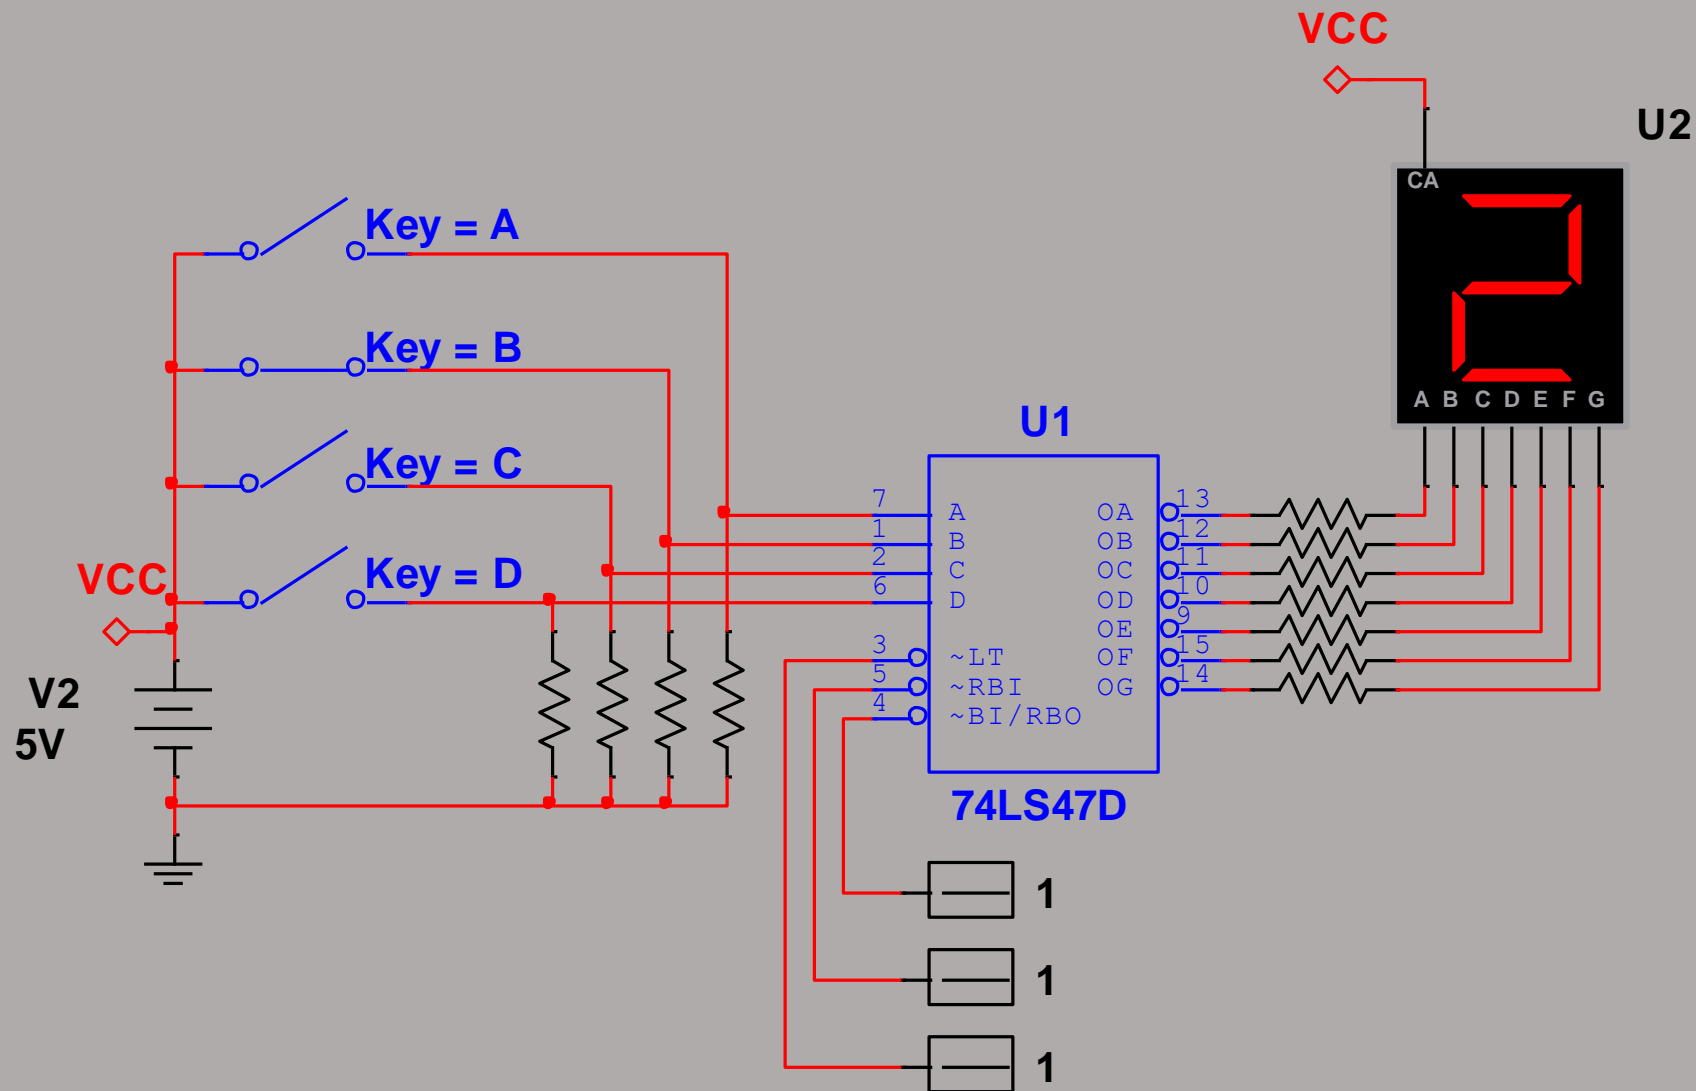 VCC
U2
CA
Key = A
Key = B
A B C D E F G
U1
Key = C
7 A OA 13
1 B OB 12
2 C OC 11
VCC
Key = D
6 D OD 10
OE 9
3 ~LT OF 15
5 ~RBI OG 14
4 ~BI/RBO
V2
5V
74LS47D
1
1
1